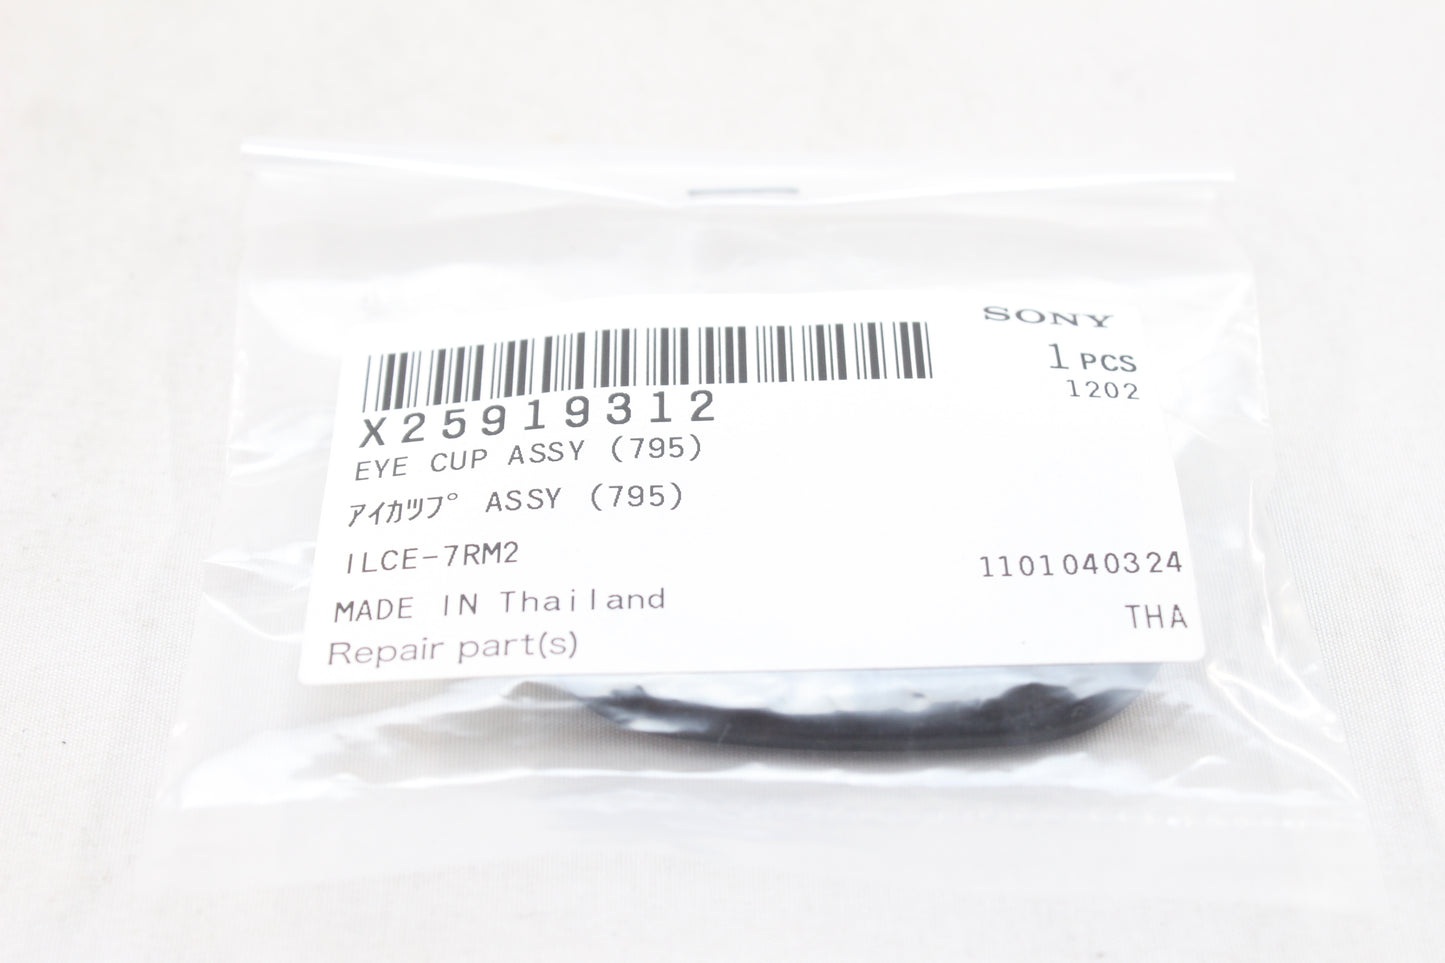 SONY
1 PCS
1202
X25919312
EYE CUP ASSY (795)
ｱｲｶﾂﾌﾟ ASSY (795)
ILCE-7RM2
1101040324
MADE IN Thailand
THA
Repair part(s)